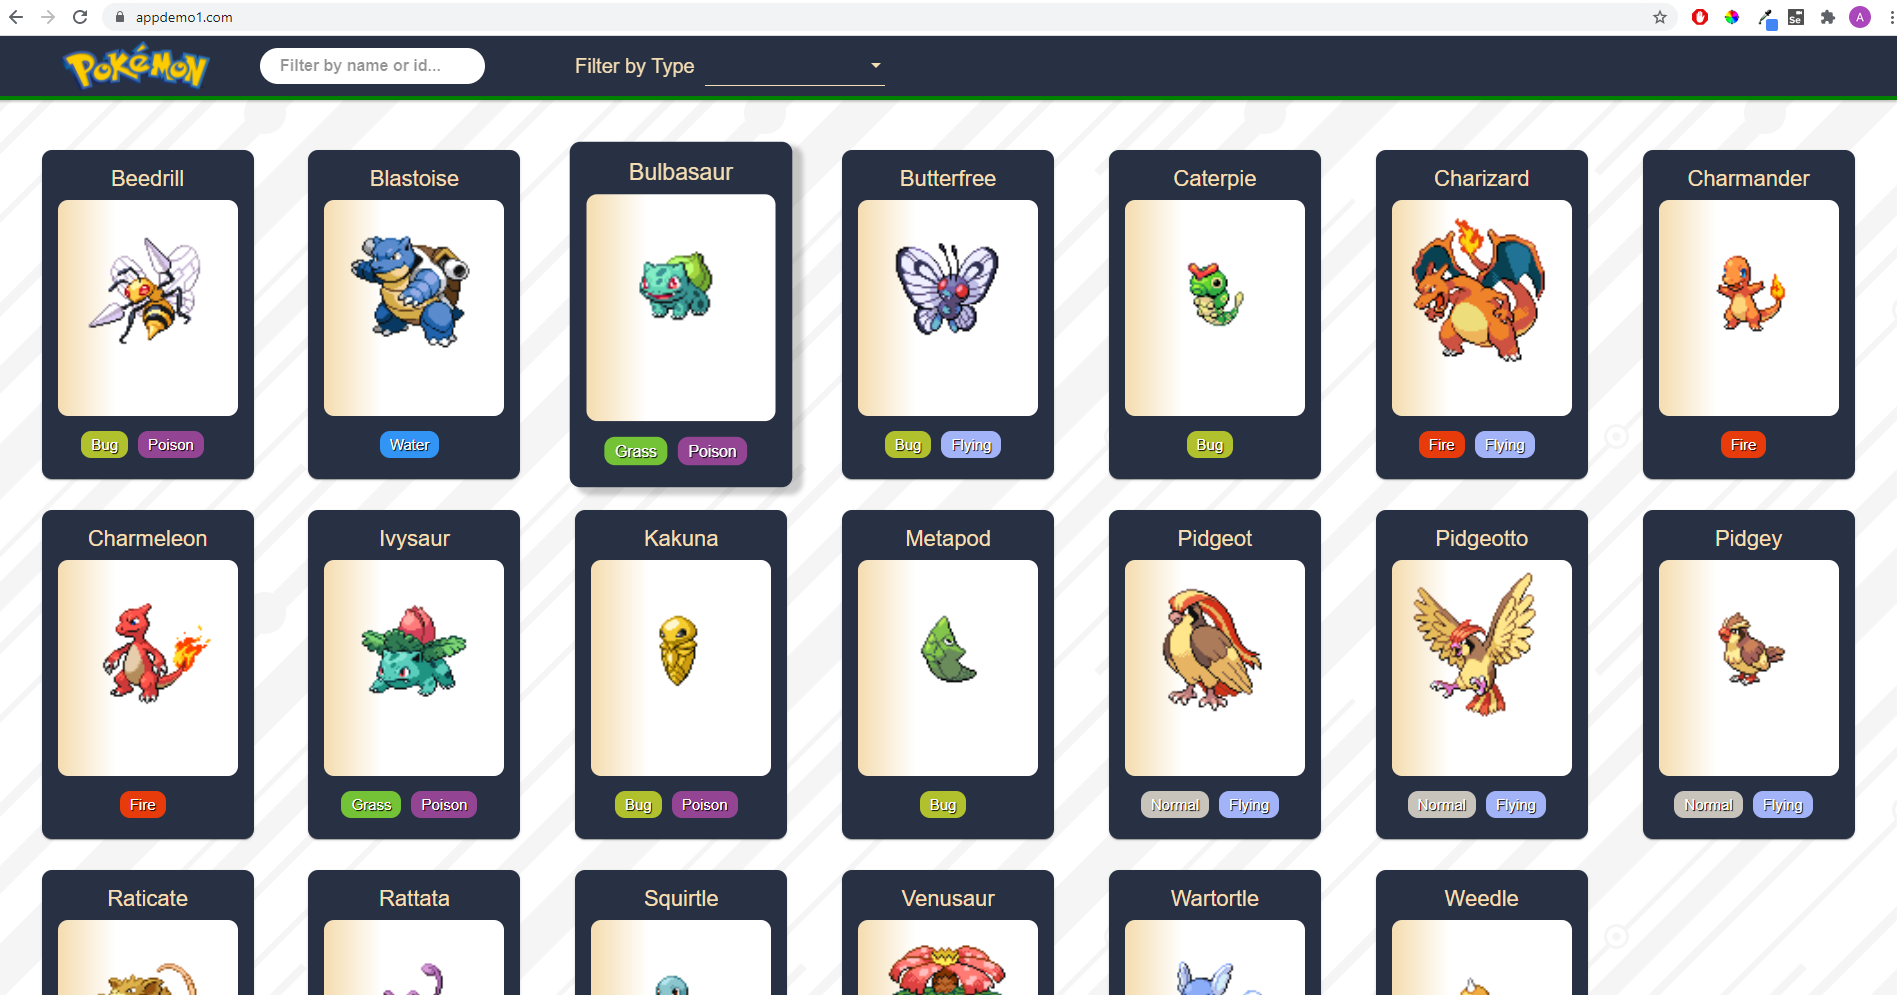 appdemo1.com
Se
A
POKéMON
Filter by name or id...
Filter by Type
Beedrill
Blastoise
Bulbasaur
Butterfree
Caterpie
Charizard
Charmander
Bug Poison
Water
Grass Poison
Bug Flying
Bug
Fire Flying
Fire
Charmeleon
Ivysaur
Kakuna
Metapod
Pidgeot
Pidgeotto
Pidgey
Fire
Grass Poison
Bug Poison
Bug
Normal Flying
Normal Flying
Normal Flying
Raticate
Rattata
Squirtle
Venusaur
Wartortle
Weedle